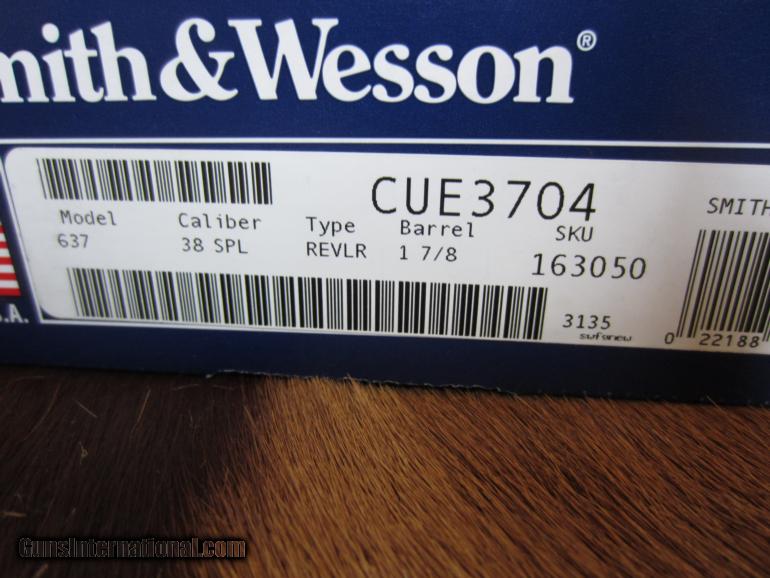 mith&Wesson®
CUE3704
SMITH
Model Caliber Type Barrel SKU
637 38 SPL REVLR 1 7/8 163050
3135
swfgnew
0 22188
.A.
GunsInternational.com